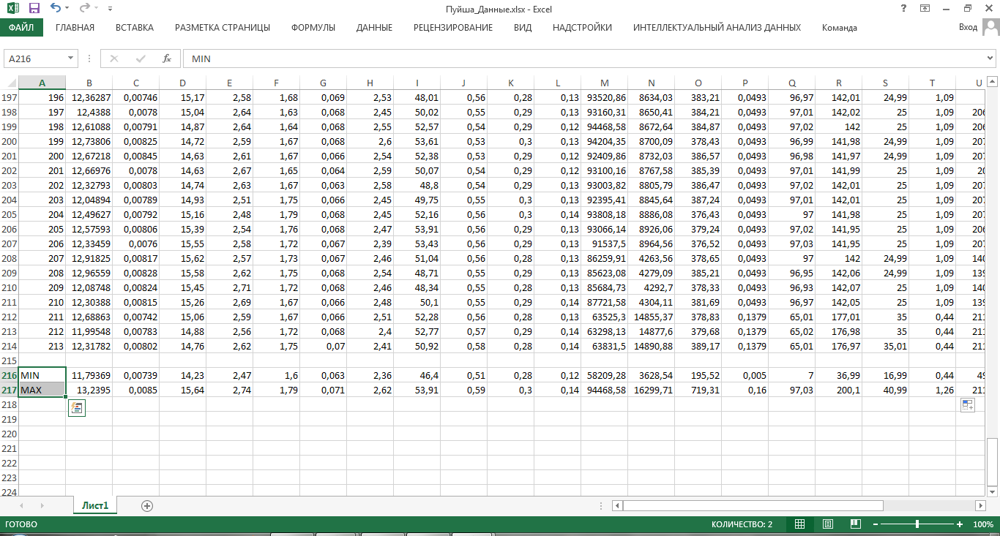 Пуйша_Данные.xlsx - Excel
ФАЙЛ ГЛАВНАЯ ВСТАВКА РАЗМЕТКА СТРАНИЦЫ ФОРМУЛЫ ДАННЫЕ РЕЦЕНЗИРОВАНИЕ ВИД НАДСТРОЙКИ ИНТЕЛЛЕКТУАЛЬНЫЙ АНАЛИЗ ДАННЫХ Команда Вход
A216 fx MIN
A B C D E F G H I J K L M N O P Q R S T U
197 196 12,36287 0,00746 15,17 2,58 1,68 0,069 2,53 48,01 0,56 0,28 0,13 93520,86 8634,03 383,21 0,0493 96,97 142,01 24,99 1,09
198 197 12,4388 0,0078 15,04 2,64 1,63 0,068 2,45 50,02 0,55 0,29 0,13 93160,31 8650,41 384,21 0,0493 97,01 142,02 25 1,09 206
199 198 12,61088 0,00791 14,87 2,64 1,64 0,068 2,55 52,57 0,54 0,29 0,12 94468,58 8672,64 384,87 0,0493 97,02 142 25 1,09 206
200 199 12,73806 0,00825 14,72 2,59 1,67 0,068 2,6 53,61 0,53 0,3 0,12 94204,35 8700,09 378,43 0,0493 96,99 141,98 24,99 1,09 207
201 200 12,67218 0,00845 14,63 2,61 1,67 0,066 2,54 52,38 0,53 0,29 0,12 92409,86 8732,03 386,57 0,0493 96,98 141,97 24,99 1,09 207
202 201 12,66976 0,0078 14,63 2,67 1,65 0,064 2,59 50,07 0,54 0,29 0,12 93100,16 8767,58 385,39 0,0493 97,01 141,99 25 1,09 20
203 202 12,32793 0,00803 14,74 2,63 1,67 0,063 2,58 48,8 0,54 0,29 0,13 93003,82 8805,79 386,47 0,0493 97,02 142,01 25 1,09 207
204 203 12,04894 0,00789 14,93 2,51 1,75 0,066 2,45 49,75 0,55 0,3 0,13 92395,41 8845,64 387,24 0,0493 97,01 142,01 25 1,09 207
205 204 12,49627 0,00792 15,16 2,48 1,79 0,068 2,45 52,16 0,56 0,3 0,14 93808,18 8886,08 376,43 0,0493 97 141,98 25 1,09 207
206 205 12,57593 0,00806 15,39 2,54 1,76 0,068 2,47 53,91 0,56 0,29 0,13 93066,14 8926,06 379,24 0,0493 97,02 141,95 25 1,09 206
207 206 12,33459 0,0076 15,55 2,58 1,72 0,067 2,39 53,43 0,56 0,29 0,13 91537,5 8964,56 376,52 0,0493 97,03 141,95 25 1,09 207
208 207 12,91825 0,00817 15,62 2,57 1,73 0,067 2,46 51,04 0,56 0,28 0,13 86259,91 4263,56 378,65 0,0493 97 142 24,99 1,09 140
209 208 12,96559 0,00828 15,58 2,62 1,75 0,068 2,54 48,71 0,55 0,29 0,13 85623,08 4279,09 385,21 0,0493 96,95 142,06 24,99 1,09 139
210 209 12,08748 0,00824 15,45 2,71 1,72 0,068 2,46 48,34 0,55 0,29 0,13 85684,73 4292,7 378,33 0,0493 96,93 142,07 25 1,09 140
211 210 12,30388 0,00815 15,26 2,69 1,67 0,066 2,48 50,1 0,55 0,29 0,14 87721,58 4304,11 381,69 0,0493 96,97 142,05 25 1,09 139
212 211 12,68863 0,00742 15,06 2,59 1,67 0,066 2,51 52,28 0,56 0,28 0,13 63525,3 14855,37 378,83 0,1379 65,01 177,01 35 0,44 211
213 212 11,99548 0,00783 14,88 2,56 1,72 0,068 2,4 52,77 0,57 0,29 0,14 63298,13 14877,6 379,68 0,1379 65,02 176,98 35 0,44 211
214 213 12,31782 0,00802 14,76 2,62 1,75 0,07 2,41 50,92 0,58 0,28 0,14 63831,5 14890,88 389,17 0,1379 65,01 176,97 35,01 0,44 211
215
216 MIN 11,79369 0,00739 14,23 2,47 1,6 0,063 2,36 46,4 0,51 0,28 0,12 58209,28 3628,54 195,52 0,005 7 36,99 16,99 0,44 49
217 MAX 13,2395 0,0085 15,64 2,74 1,79 0,071 2,62 53,91 0,59 0,3 0,14 94468,58 16299,71 719,31 0,16 97,03 200,1 40,99 1,26 211
218
219
220
221
222
223
224
Лист1
ГОТОВО КОЛИЧЕСТВО: 2 100%